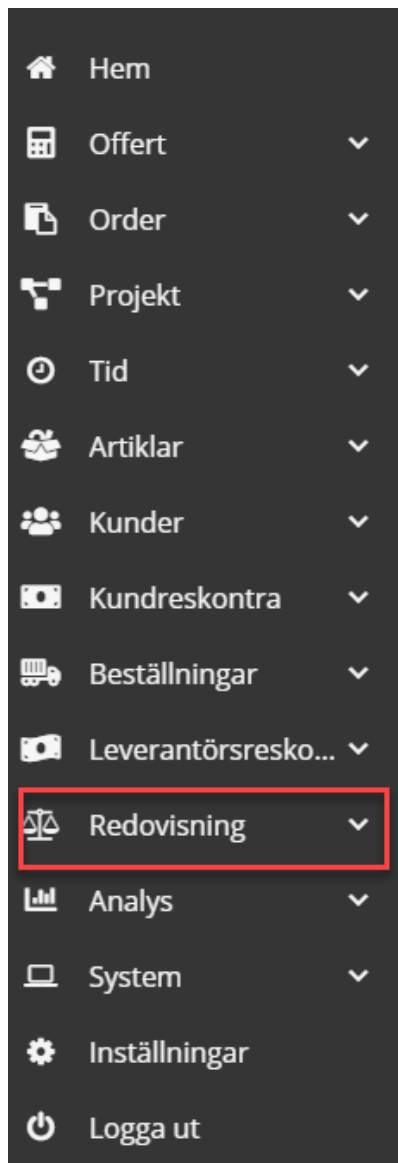 Hem
Offert
Order
Projekt
Tid
Artiklar
Kunder
Kundreskontra
Beställningar
Leverantörsresko...
Redovisning
Analys
System
Inställningar
Logga ut